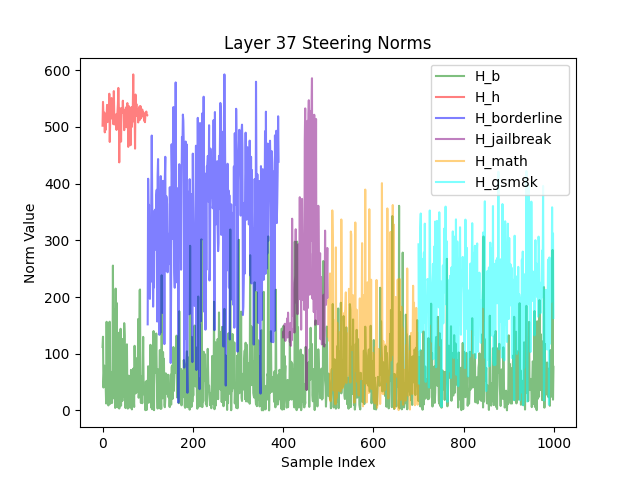 Layer 37 Steering Norms
600
500
400
300
200
100
0
Norm Value
H_b
H_h
H_borderline
H_jailbreak
H_math
H_gsm8k
0
200
400
600
800
1000
Sample Index